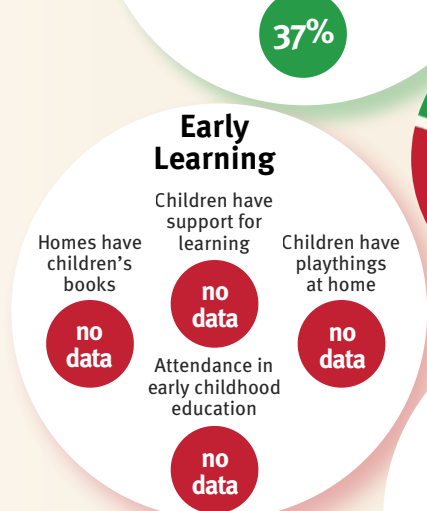 37%
Early
Learning
Children have
support for
learning
no
data
Homes have
children's
books
no
data
Children have
playthings
at home
no
data
Attendance in
early childhood
education
no
data